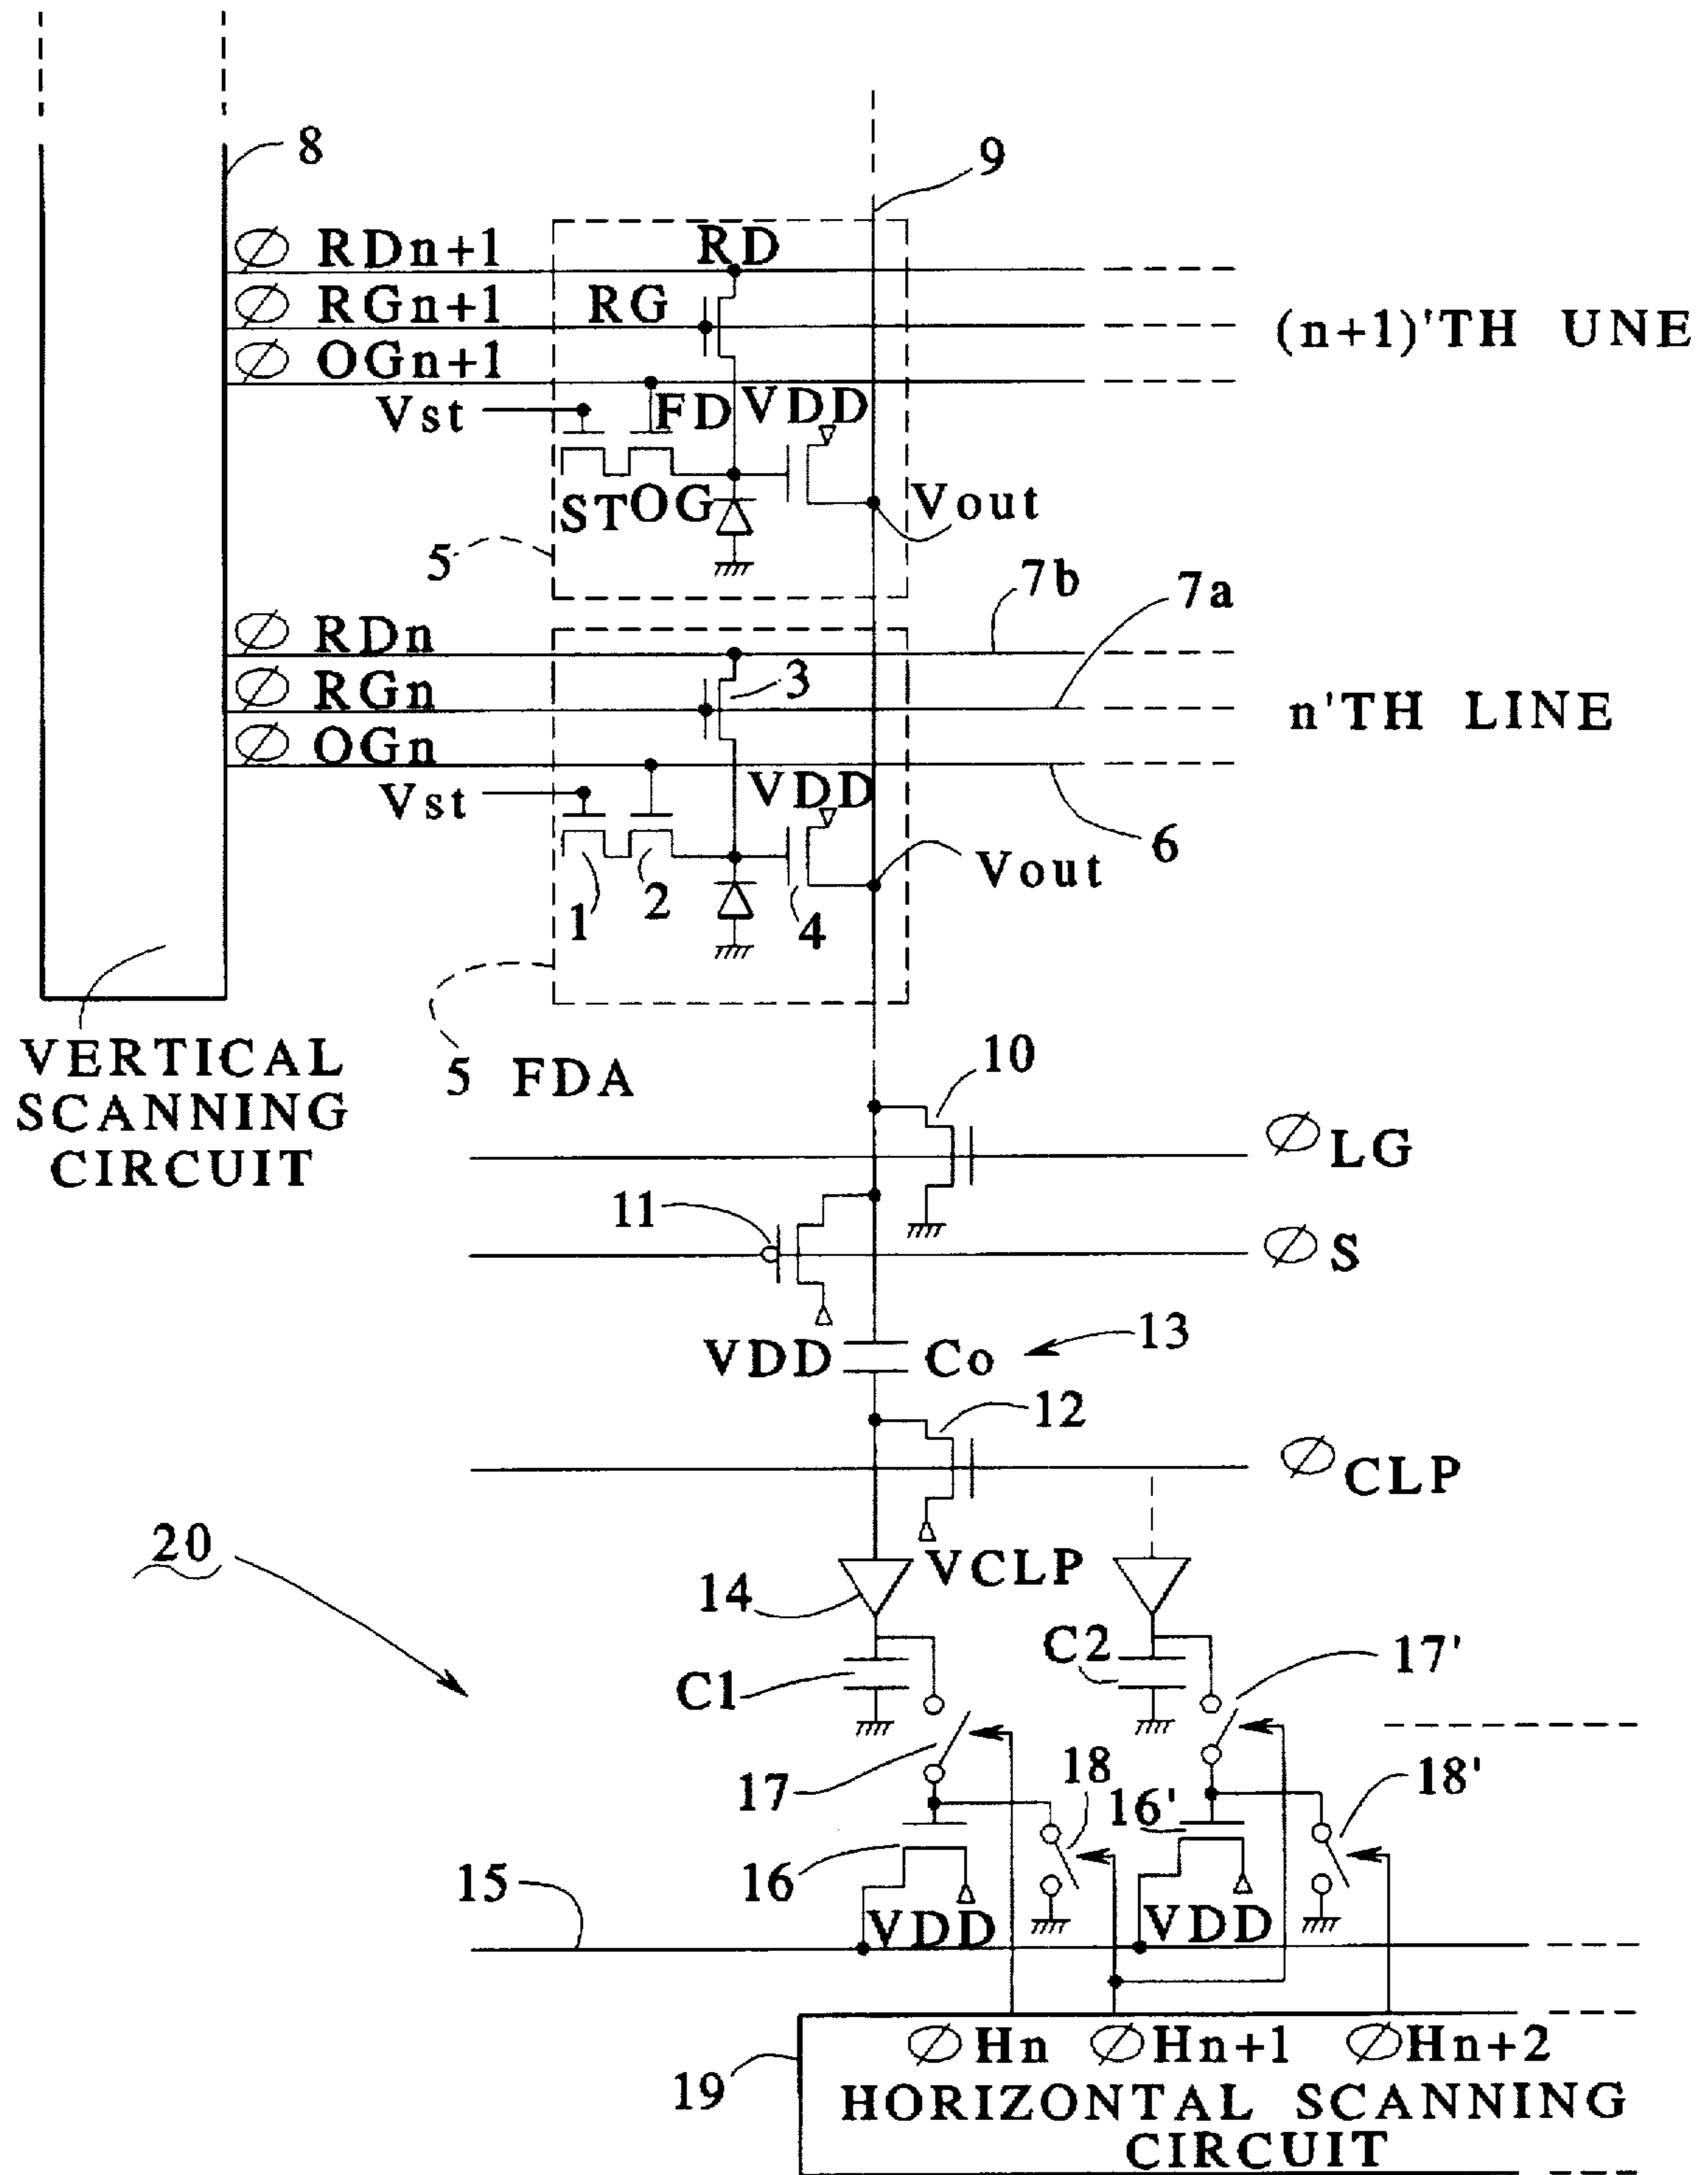 8
9
∅ RDn+1
RD
∅ RGn+1
RG
(n+1)'TH UNE
∅ OGn+1
Vst
FD
VDD
ST
OG
Vout
5
7b
7a
∅ RDn
3
∅ RGn
n'TH LINE
∅ OGn
Vst
VDD
6
Vout
1
2
4
VERTICAL
SCANNING
CIRCUIT
5 FDA
10
∅LG
11
∅S
VDD
Co
13
12
∅CLP
20
VCLP
14
C1
C2
17'
17
18
16'
18'
16
15
VDD
VDD
∅Hn
∅Hn+1
∅Hn+2
19
HORIZONTAL SCANNING
CIRCUIT